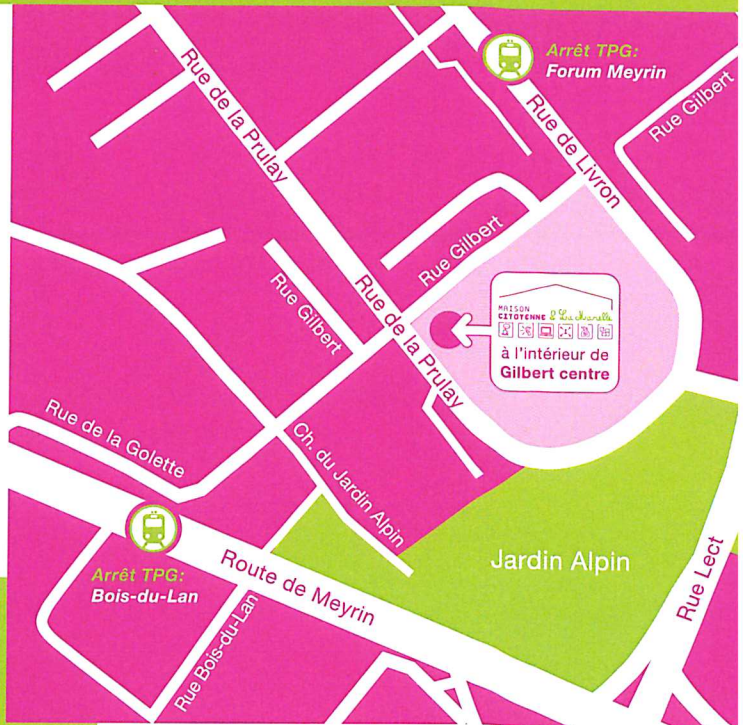 Arrêt TPG:
Forum Meyrin
Rue de la Prulay
Rue de Livron
Rue Gilbert
Rue Gilbert
Rue Gilbert
Rue de la Prulay
MAISON
CITOYENNE & La Marelle
à l'intérieur de
Gilbert centre
Rue de la Golette
Ch. du Jardin Alpin
Jardin Alpin
Arrêt TPG:
Bois-du-Lan
Route de Meyrin
Rue Bois-du-Lan
Rue Lect